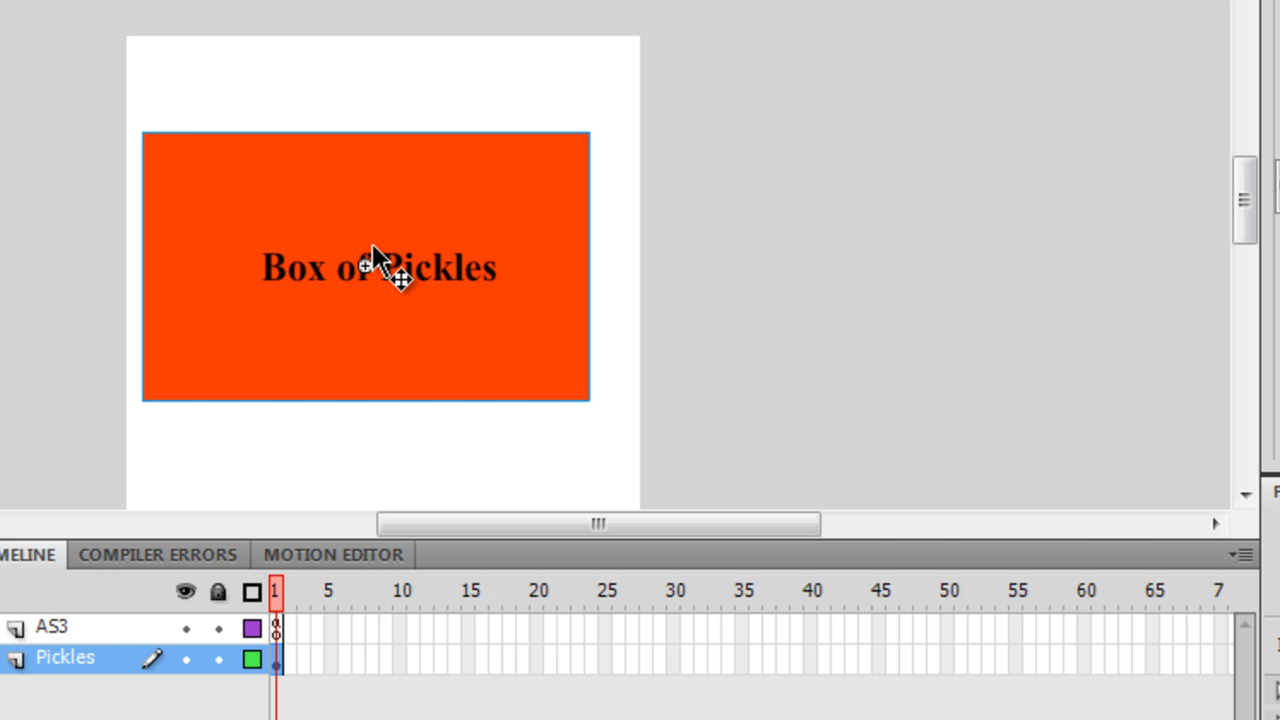 Box of Pickles
MELINE COMPILER ERRORS MOTION EDITOR
1 5 10 15 20 25 30 35 40 45 50 55 60 65 7
AS3
Pickles